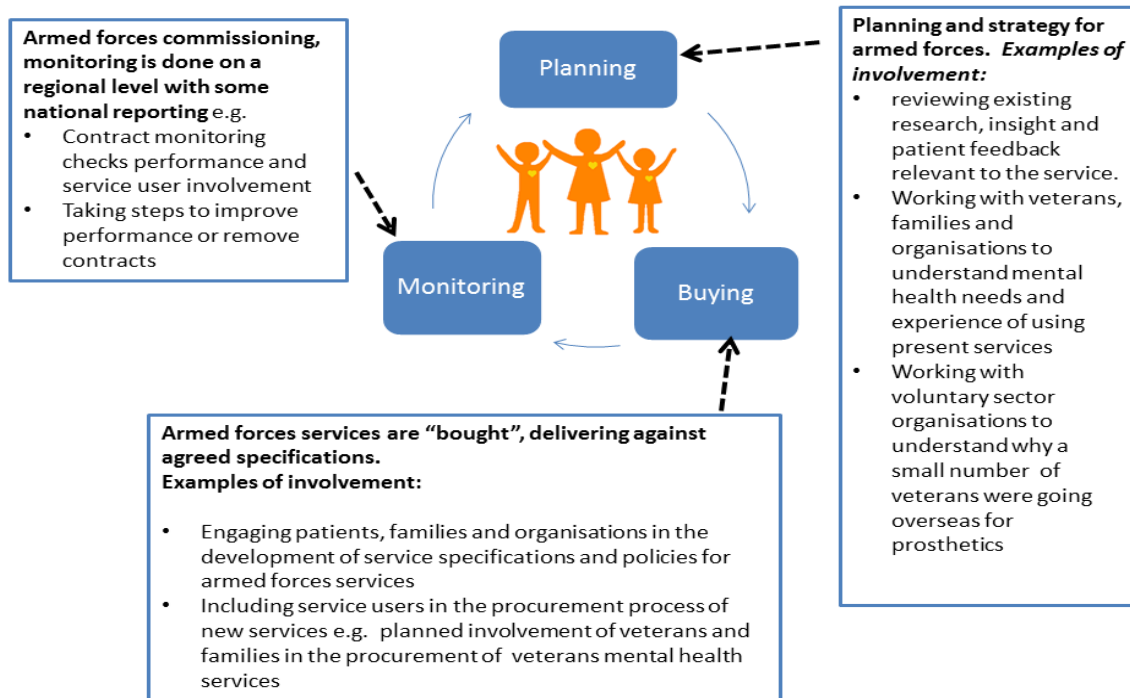 Armed forces commissioning,
monitoring is done on a
regional level with some
national reporting e.g.
• Contract monitoring
checks performance and
service user involvement
• Taking steps to improve
performance or remove
contracts
Planning
Monitoring
Buying
Planning and strategy for
armed forces. Examples of
involvement:
• reviewing existing
research, insight and
patient feedback
relevant to the service.
• Working with veterans,
families and
organisations to
understand mental
health needs and
experience of using
present services
• Working with
voluntary sector
organisations to
understand why a
small number of
veterans were going
overseas for
prosthetics
Armed forces services are “bought”, delivering against
agreed specifications.
Examples of involvement:
• Engaging patients, families and organisations in the
development of service specifications and policies for
armed forces services
• Including service users in the procurement process of
new services e.g. planned involvement of veterans and
families in the procurement of veterans mental health
services